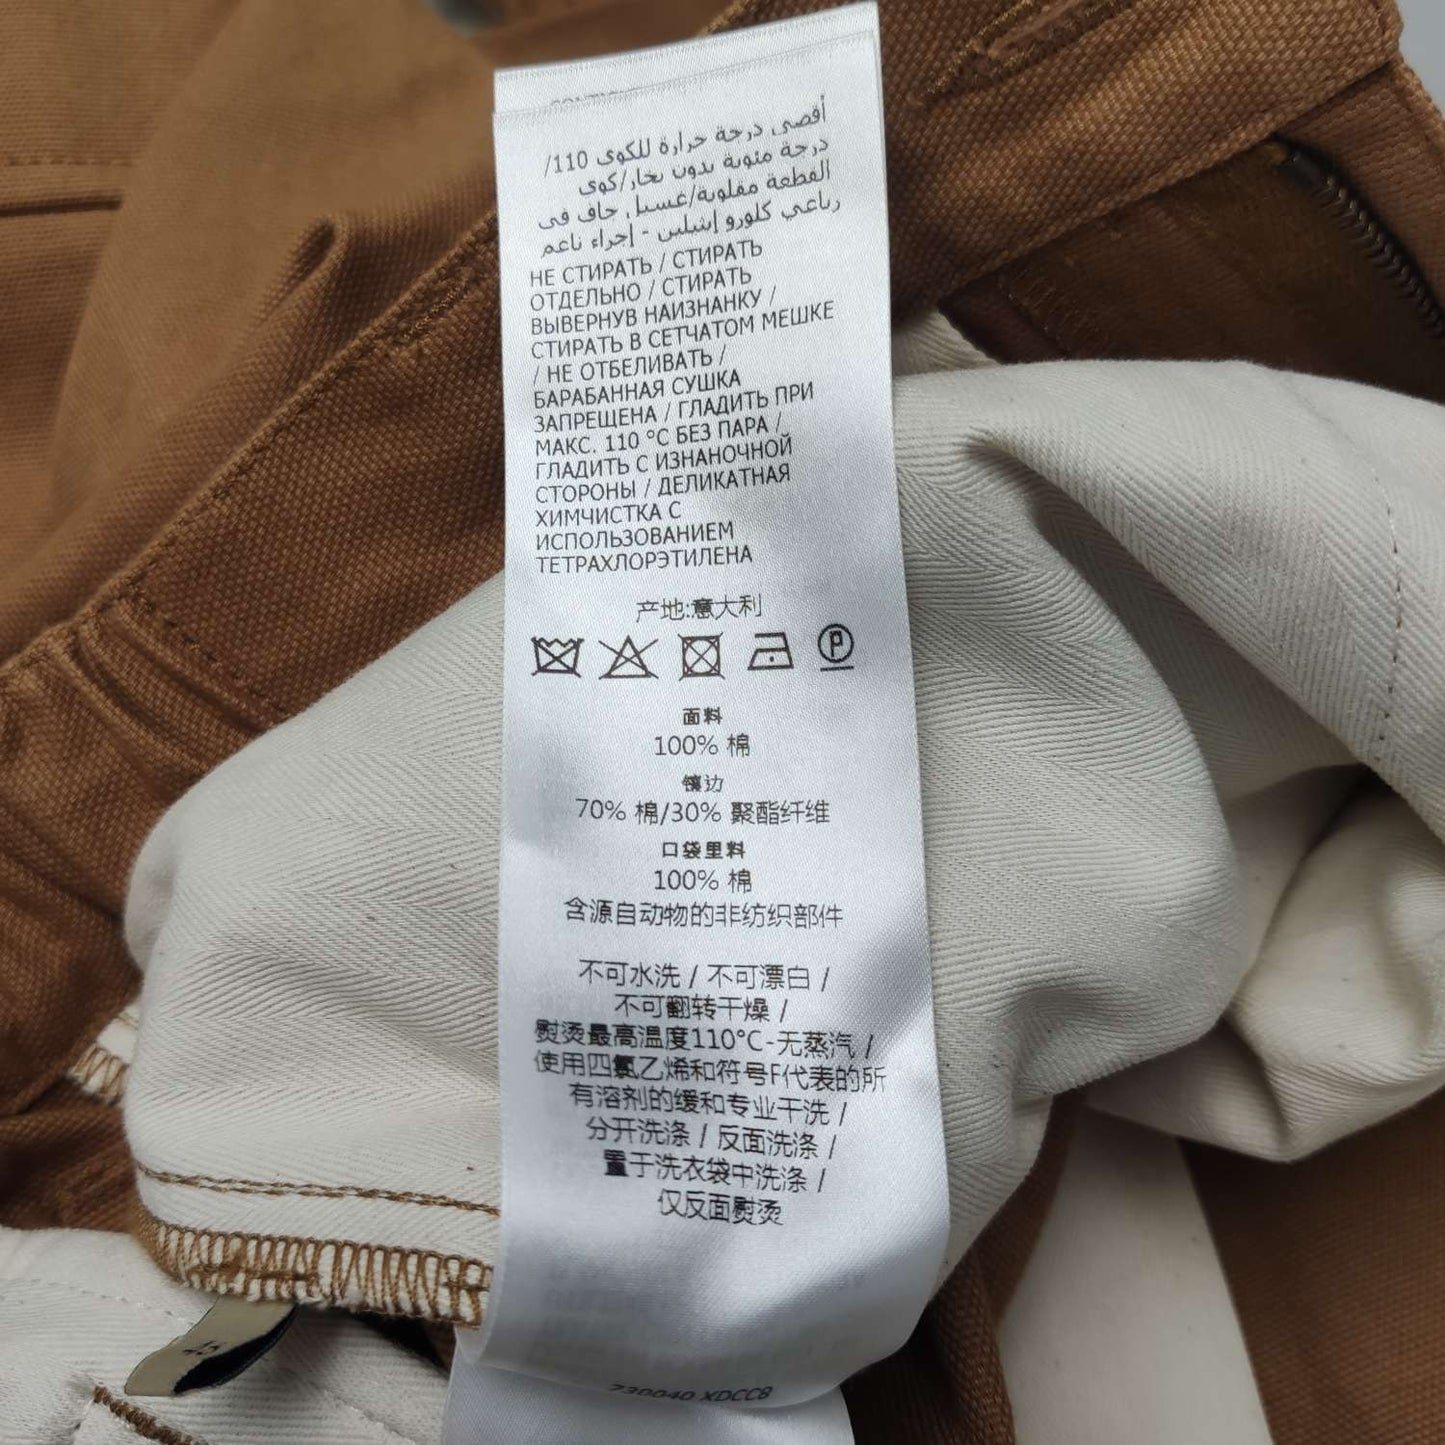 أقصى درجة حرارة للكوى 110/
درجة مئوية بدون بخار/كوى
القطعة مقلوبة/غسيل جاف في
رباعي كلورو إيثيلين - إجراء ناعم
НЕ СТИРАТЬ / СТИРАТЬ
ОТДЕЛЬНО / СТИРАТЬ
ВЫВЕРНУВ НАИЗНАНКУ /
СТИРАТЬ В СЕТЧАТОМ МЕШКЕ
/ НЕ ОТБЕЛИВАТЬ /
БАРАБАННАЯ СУШКА
ЗАПРЕЩЕНА / ГЛАДИТЬ ПРИ
МАКС. 110 °C БЕЗ ПАРА /
ГЛАДИТЬ С ИЗНАНОЧНОЙ
СТОРОНЫ / ДЕЛИКАТНАЯ
ХИМЧИСТКА С
ИСПОЛЬЗОВАНИЕМ
ТЕТРАХЛОРЭТИЛЕНА
产地:意大利
P
面料
100% 棉
镶边
70% 棉/30% 聚酯纤维
口袋里料
100% 棉
含源自动物的非纺织部件
不可水洗 / 不可漂白 /
不可翻转干燥 /
熨烫最高温度110°C-无蒸汽 /
使用四氯乙烯和符号F代表的所
有溶剂的缓和专业干洗 /
分开洗涤 / 反面洗涤 /
置于洗衣袋中洗涤 /
仅反面熨烫
730040 XDCC8